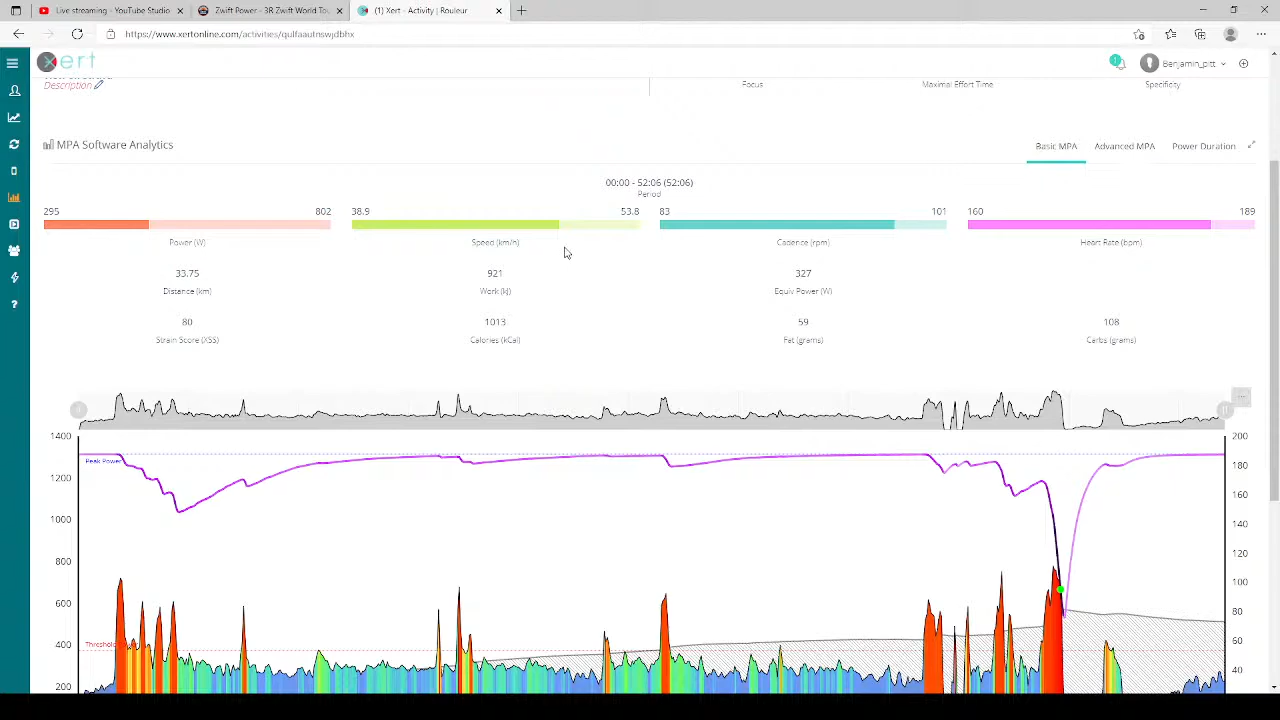 Live streaming - YouTube Studio
Zwift Power - 3R Zwift World To
(1) Xert - Activity | Rouleur
https://www.xertonline.com/activities/qulfaautnswjdbhx
xert
1
Benjamin_pitt
Description
Focus
Maximal Effort Time
Specificity
MPA Software Analytics
Basic MPA
Advanced MPA
Power Duration
00:00 - 52:06 (52:06)
Period
295 802
38.9 53.8
83 101
160 189
Power (W)
Speed (km/h)
Cadence (rpm)
Heart Rate (bpm)
33.75
921
327
Distance (km)
Work (kJ)
Equiv Power (W)
80
1013
59
108
Strain Score (XSS)
Calories (kCal)
Fat (grams)
Carbs (grams)
1400
200
Peak Power
180
1200
160
1000
140
120
800
100
600
80
Threshold
400
60
40
200